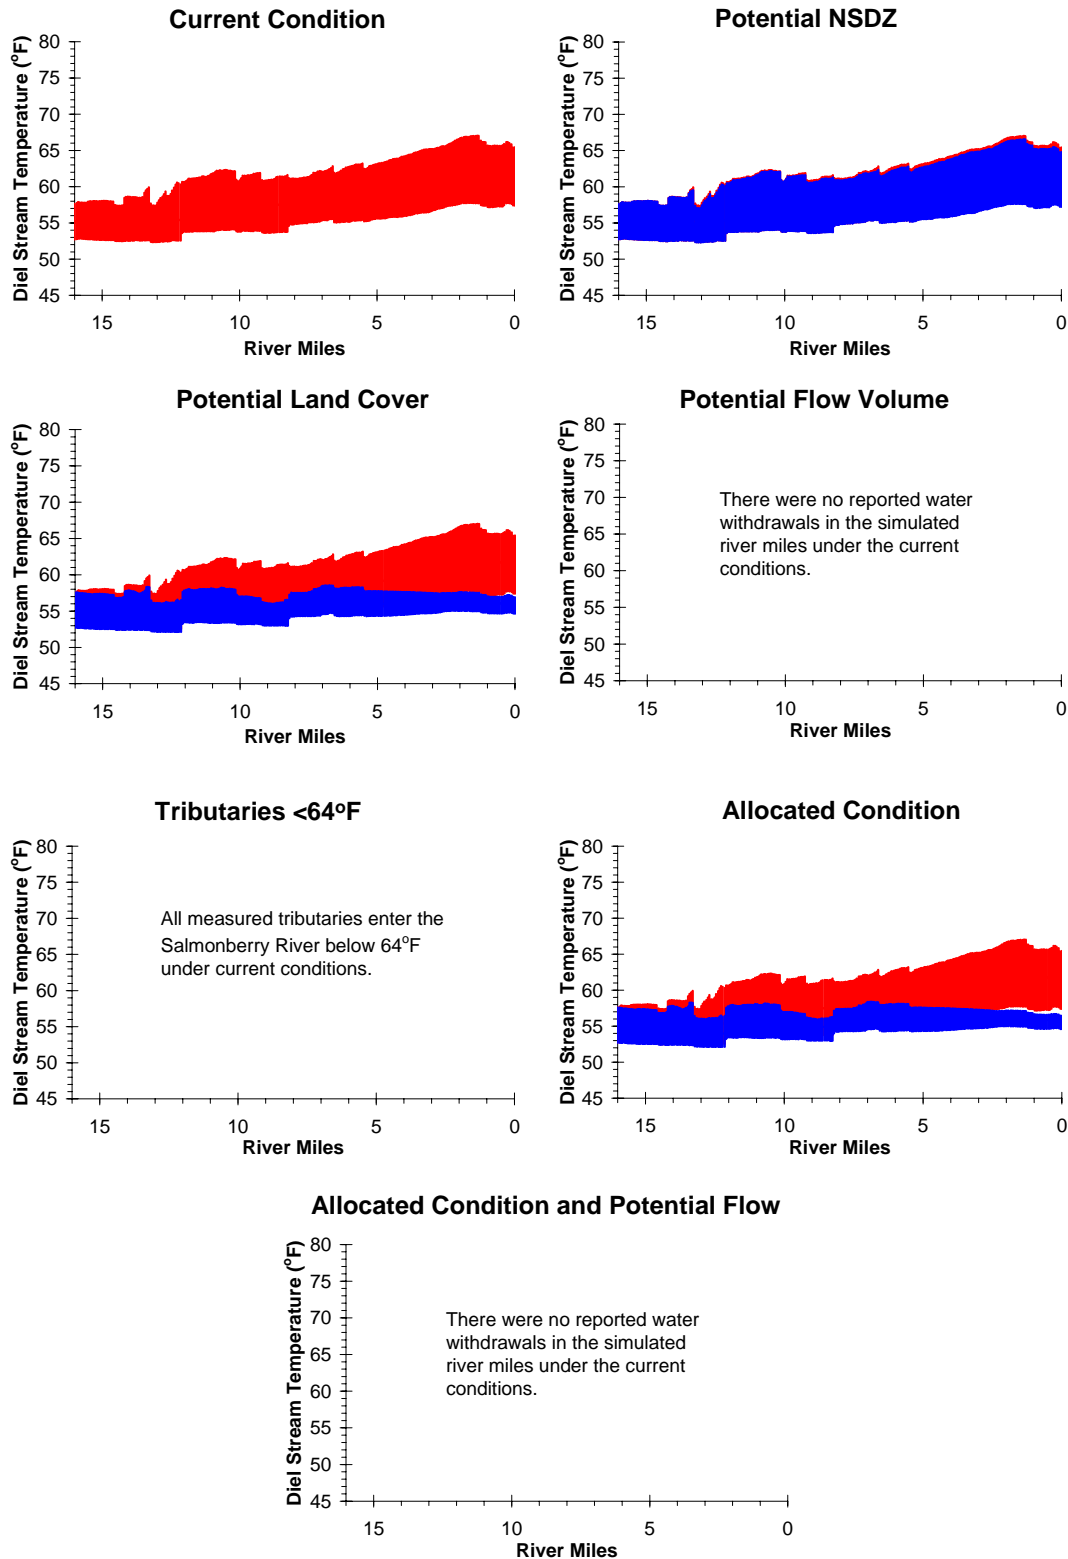 Current Condition
Diel Stream Temperature (°F)
80
75
70
65
60
55
50
45
15 10 5 0
River Miles
Potential NSDZ
Diel Stream Temperature (°F)
80
75
70
65
60
55
50
45
15 10 5 0
River Miles
Potential Land Cover
Diel Stream Temperature (°F)
80
75
70
65
60
55
50
45
15 10 5 0
River Miles
Potential Flow Volume
Diel Stream Temperature (°F)
80
75
70
65
60
55
50
45
There were no reported water
withdrawals in the simulated
river miles under the current
conditions.
15 10 5 0
River Miles
Tributaries <64°F
Diel Stream Temperature (°F)
80
75
70
65
60
55
50
45
All measured tributaries enter the
Salmonberry River below 64°F
under current conditions.
15 10 5 0
River Miles
Allocated Condition
Diel Stream Temperature (°F)
80
75
70
65
60
55
50
45
15 10 5 0
River Miles
Allocated Condition and Potential Flow
Diel Stream Temperature (°F)
80
75
70
65
60
55
50
45
There were no reported water
withdrawals in the simulated
river miles under the current
conditions.
15 10 5 0
River Miles